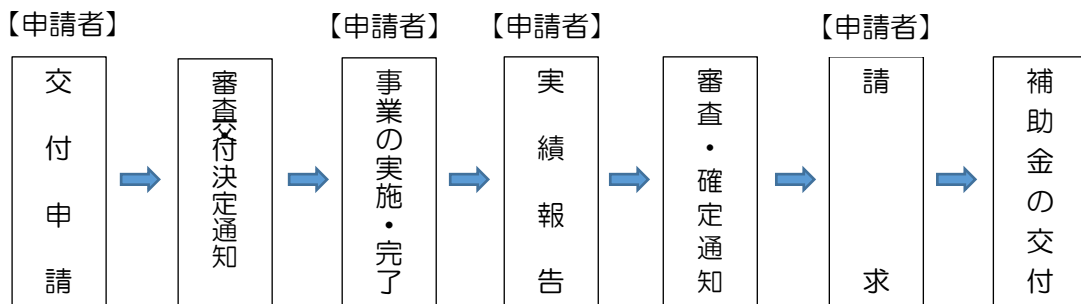 【申請者】
交付申請
審査・交付決定通知
【申請者】
事業の実施・完了
【申請者】
実績報告
審査・確定通知
【申請者】
請求
補助金の交付